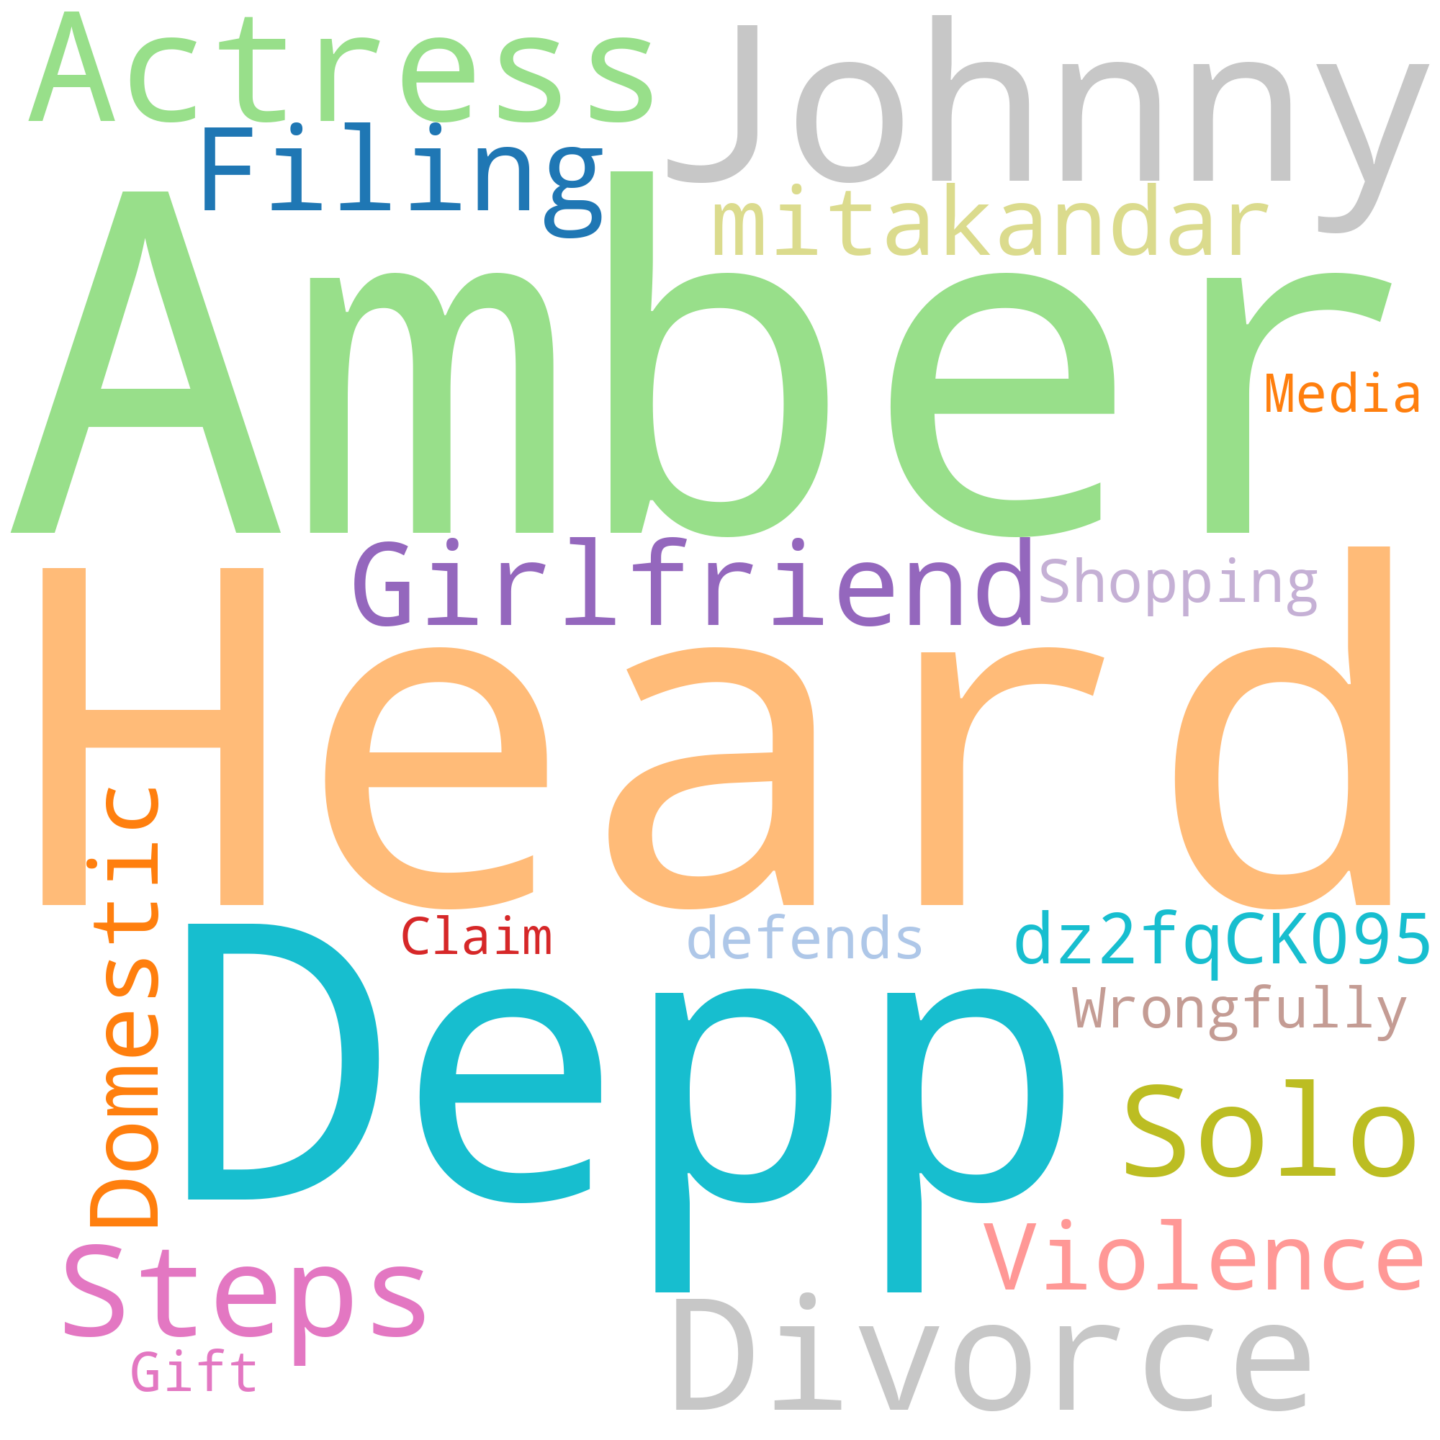 Actress
Johnny
Filing
mitakandar
Amber
Media
Girlfriend
Shopping
Heard
Domestic
Claim
defends
dz2fqCKO95
Depp
Wrongfully
Solo
Violence
Steps
Divorce
Gift